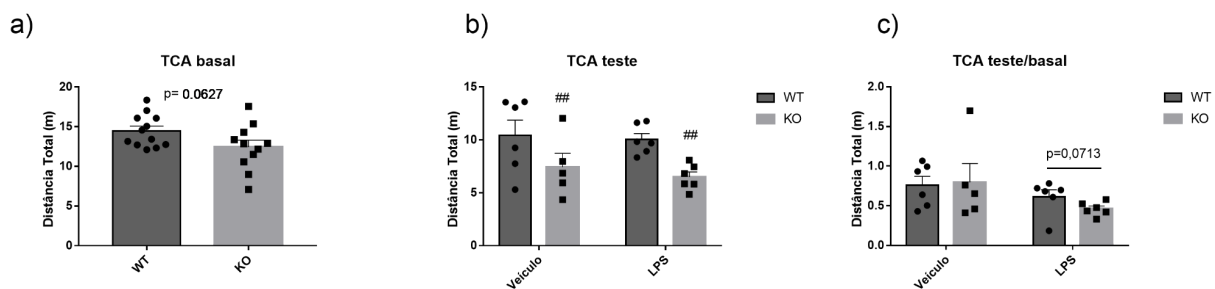 a)
TCA basal
Distância Total (m)
20
15
10
5
0
p= 0.0627
WT
KO
b)
TCA teste
Distância Total (m)
15
10
5
0
##
##
Veículo
LPS
WT
KO
c)
TCA teste/basal
Distância Total (m)
2.0
1.5
1.0
0.5
0.0
p=0,0713
Veículo
LPS
WT
KO